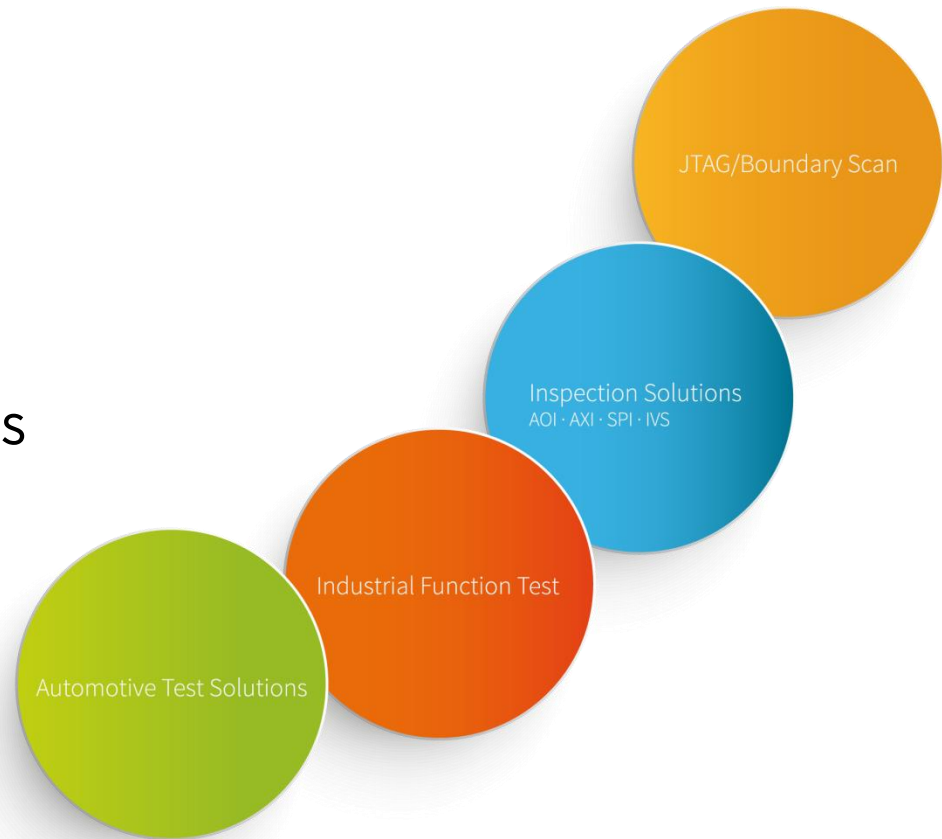 JTAG/Boundary Scan
Inspection Solutions
AOI · AXI · SPI · IVS
s
Industrial Function Test
Automotive Test Solutions